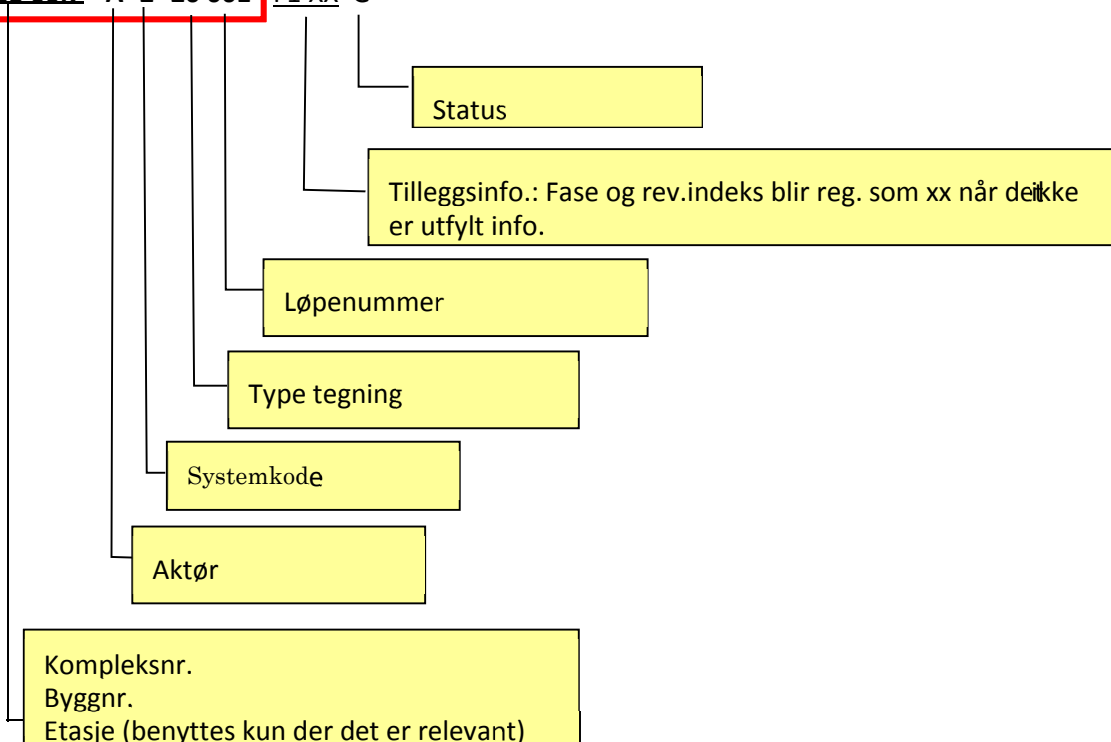 Status
Tilleggsinfo.: Fase og rev.indeks blir reg. som xx når det ikke
er utfylt info.
Løpenummer
Type tegning
Systemkode
Aktør
Kompleksnr.
Byggnr.
Etasje (benyttes kun der det er relevant)